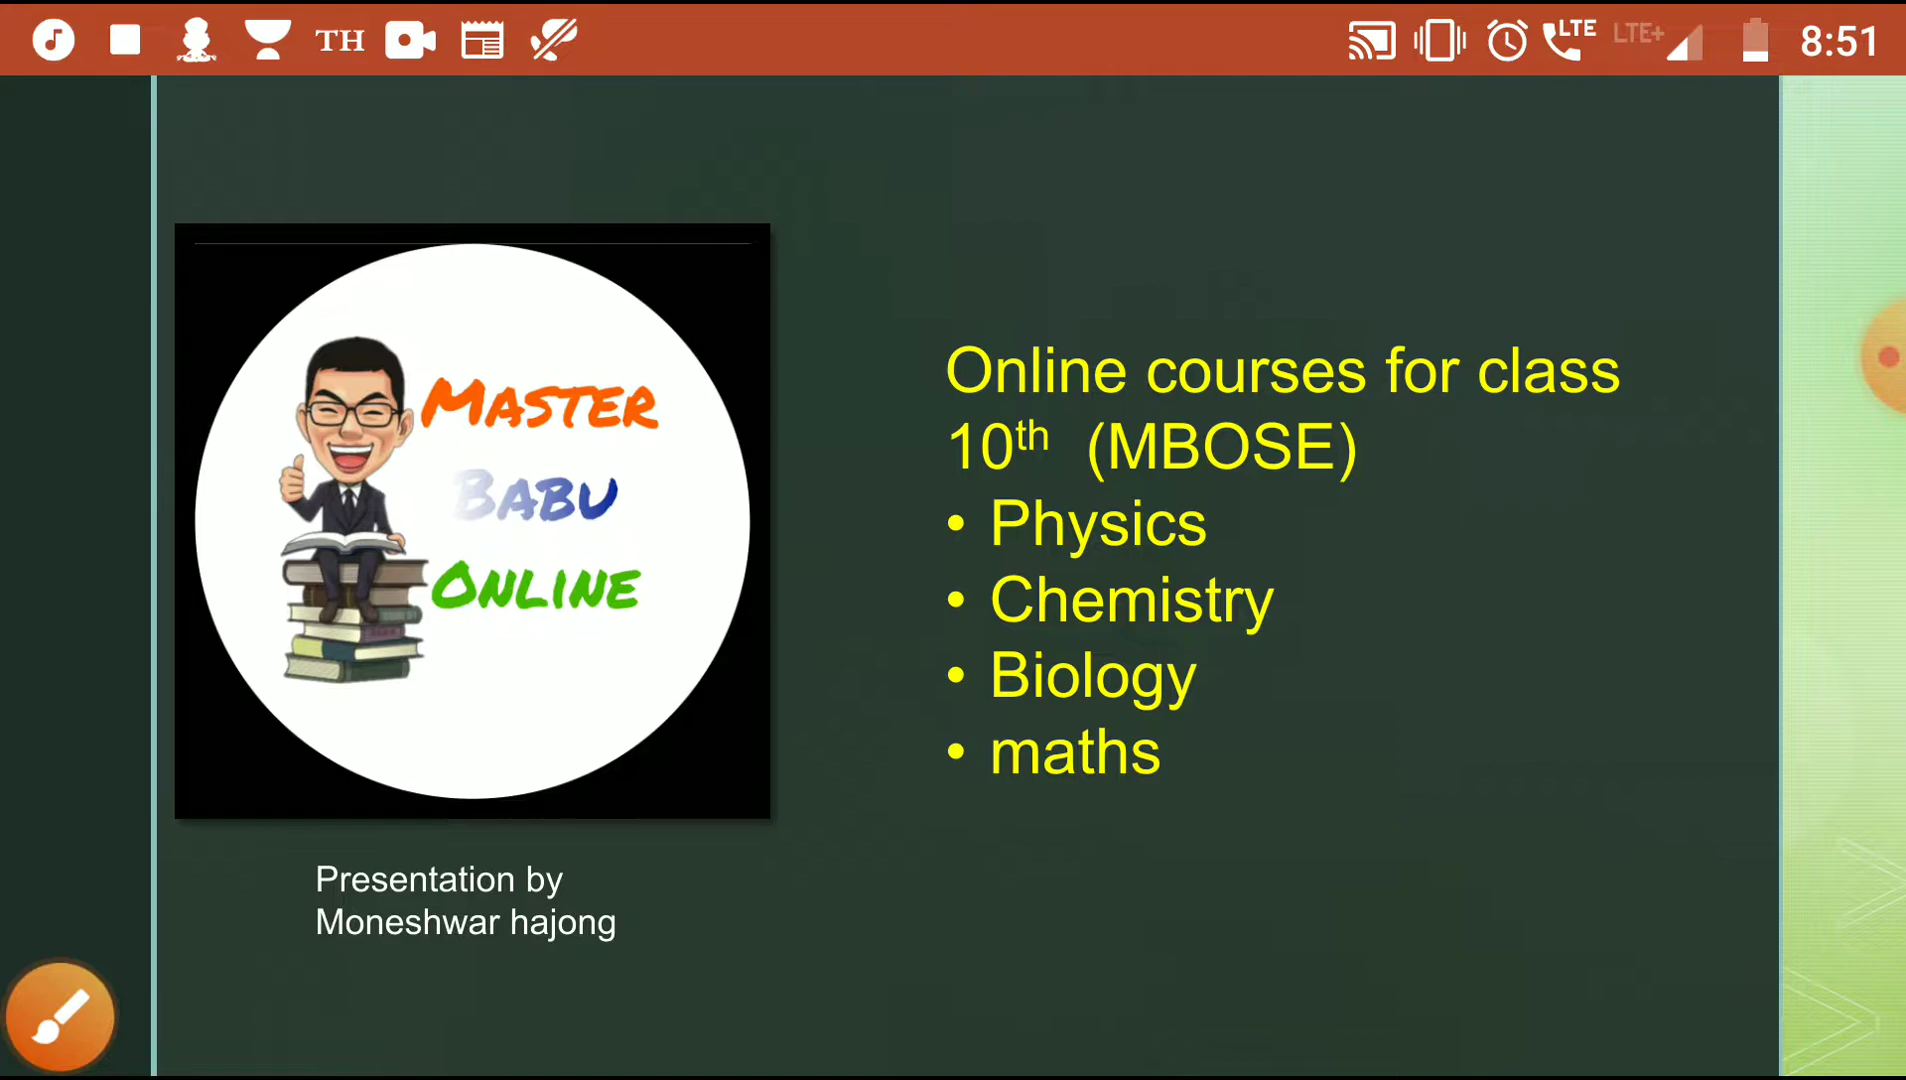 TH LTE LTE+ 8:51
MASTER
BABU
ONLINE
Online courses for class
10th (MBOSE)
• Physics
• Chemistry
• Biology
• maths
Presentation by
Moneshwar hajong